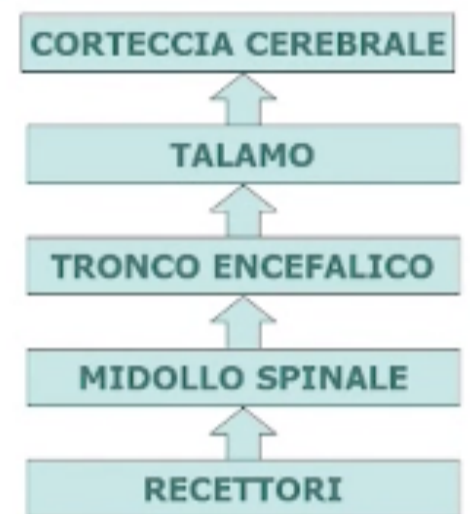 CORTECCIA CEREBRALE
TALAMO
TRONCO ENCEFALICO
MIDOLLO SPINALE
RECETTORI